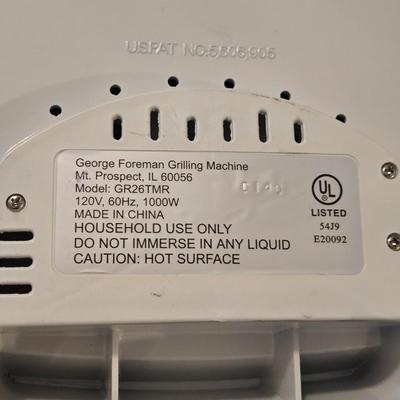 U.S.PAT NO:5,606,905
George Foreman Grilling Machine
Mt. Prospect, IL 60056
Model: GR26TMR
120V, 60Hz, 1000W
MADE IN CHINA
HOUSEHOLD USE ONLY
DO NOT IMMERSE IN ANY LIQUID
CAUTION: HOT SURFACE
UL
LISTED
54J9
E20092